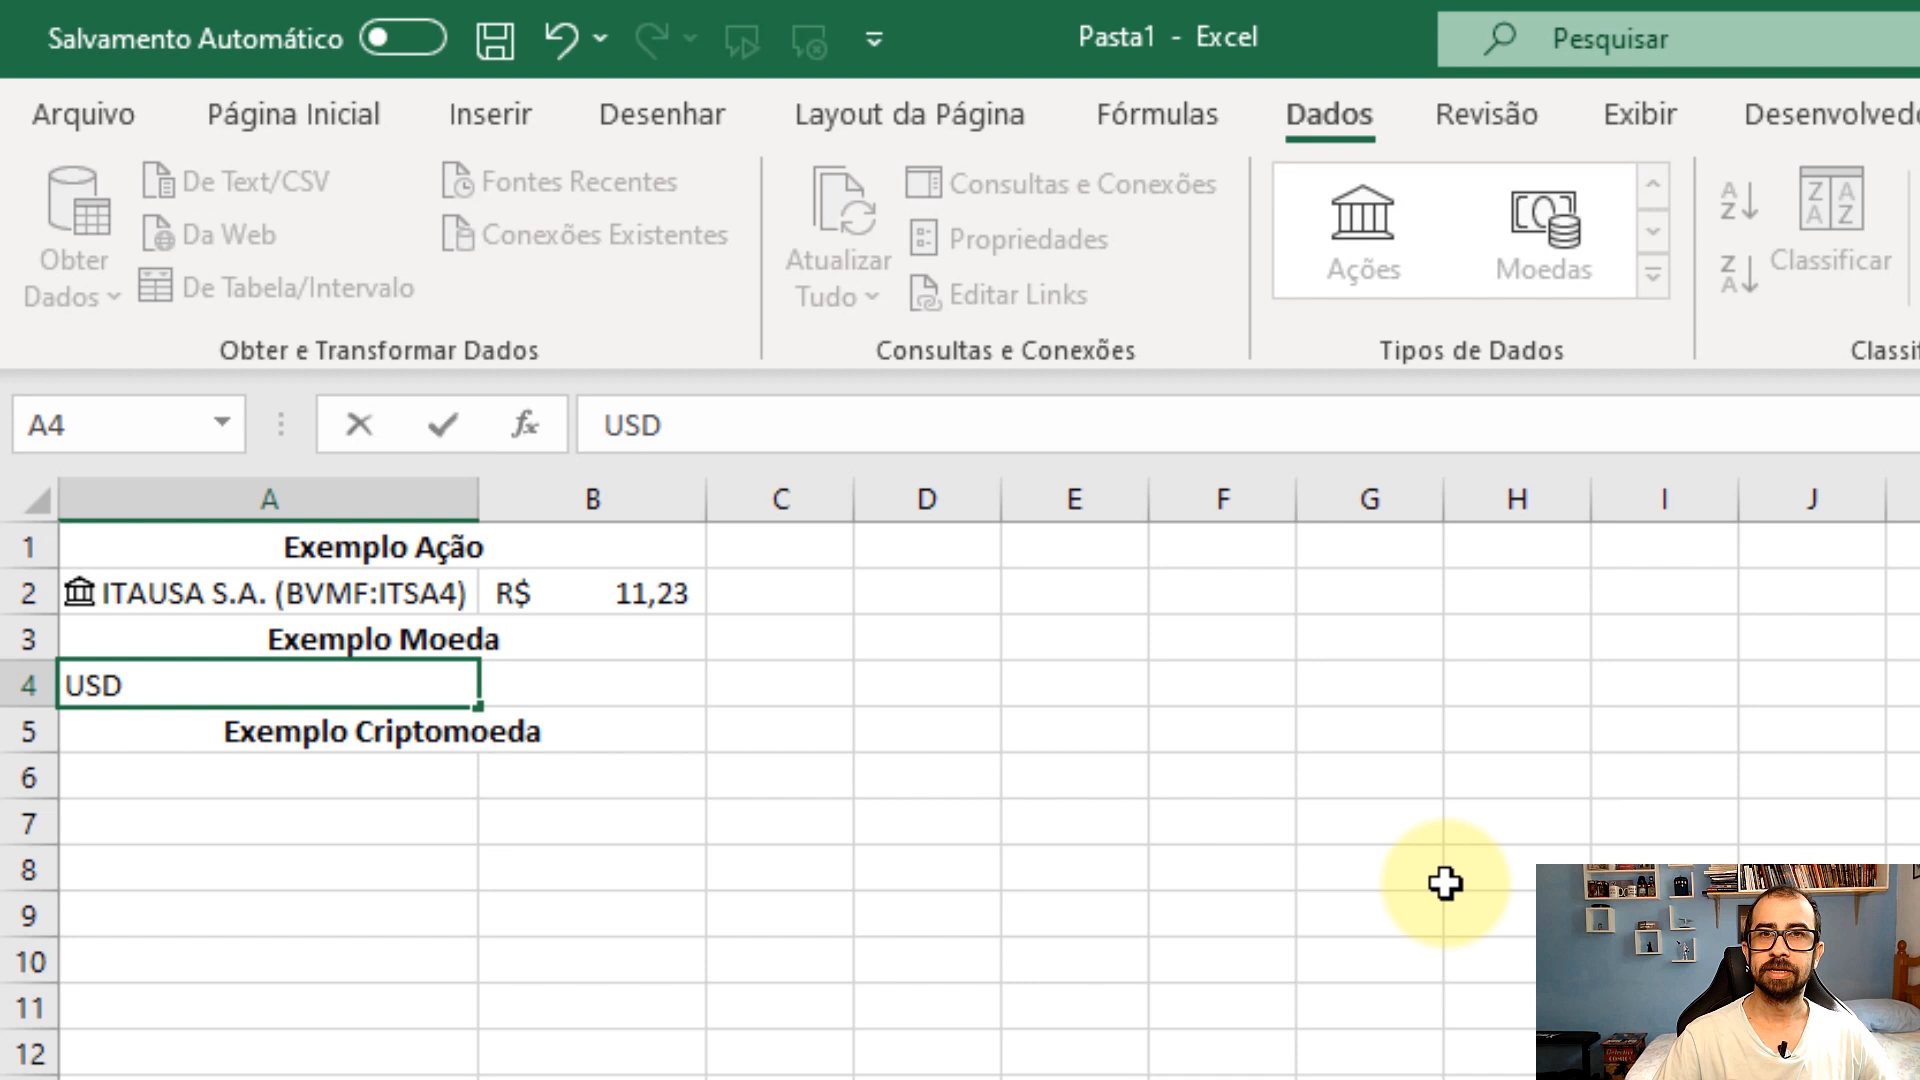 Salvamento Automático
Pasta1 - Excel
Pesquisar
Arquivo Página Inicial Inserir Desenhar Layout da Página Fórmulas Dados Revisão Exibir Desenvolvedo
Obter Dados
De Text/CSV
Da Web
De Tabela/Intervalo
Fontes Recentes
Conexões Existentes
Obter e Transformar Dados
Atualizar Tudo
Consultas e Conexões
Propriedades
Editar Links
Consultas e Conexões
Ações
Moedas
Tipos de Dados
Classificar
Classif
A4
fx
USD
A B C D E F G H I J
1 Exemplo Ação
2 ITAUSA S.A. (BVMF:ITSA4) R$ 11,23
3 Exemplo Moeda
4 USD
5 Exemplo Criptomoeda
6
7
8
9
10
11
12